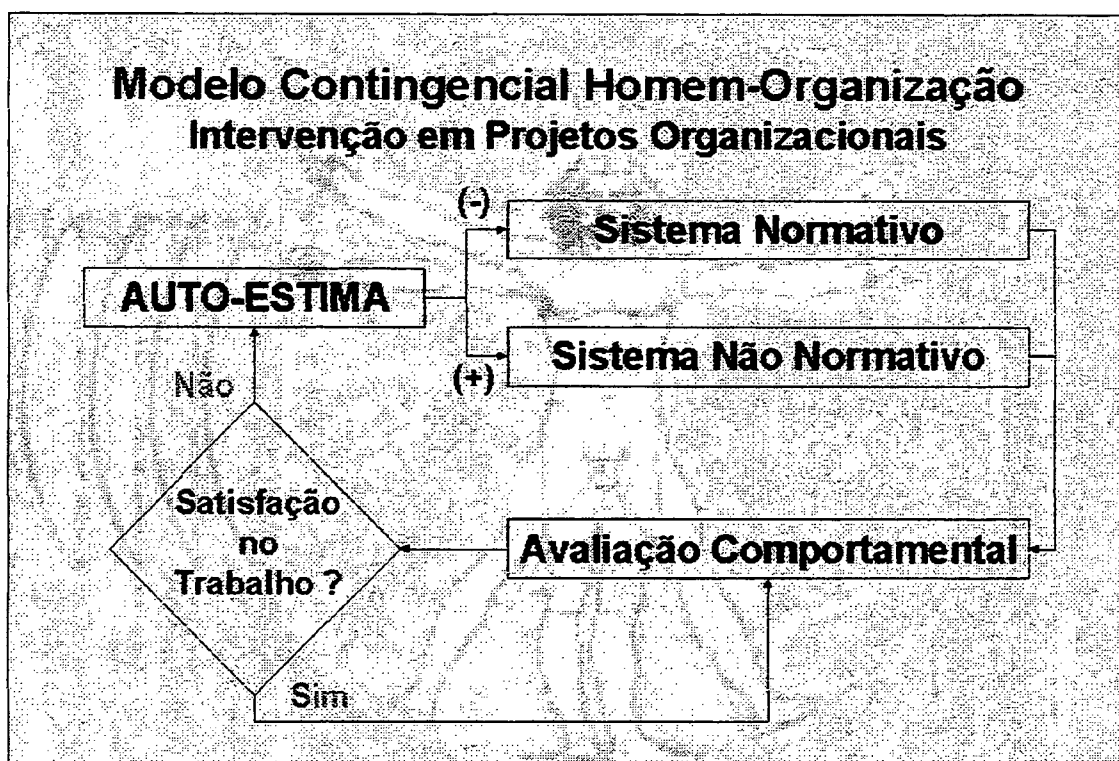 Modelo Contingencial Homem-Organização
Intervenção em Projetos Organizacionais
(-)
Sistema Normativo
AUTO-ESTIMA
Sistema Não Normativo
(+)
Não
Satisfação
no
Trabalho ?
Avaliação Comportamental
Sim